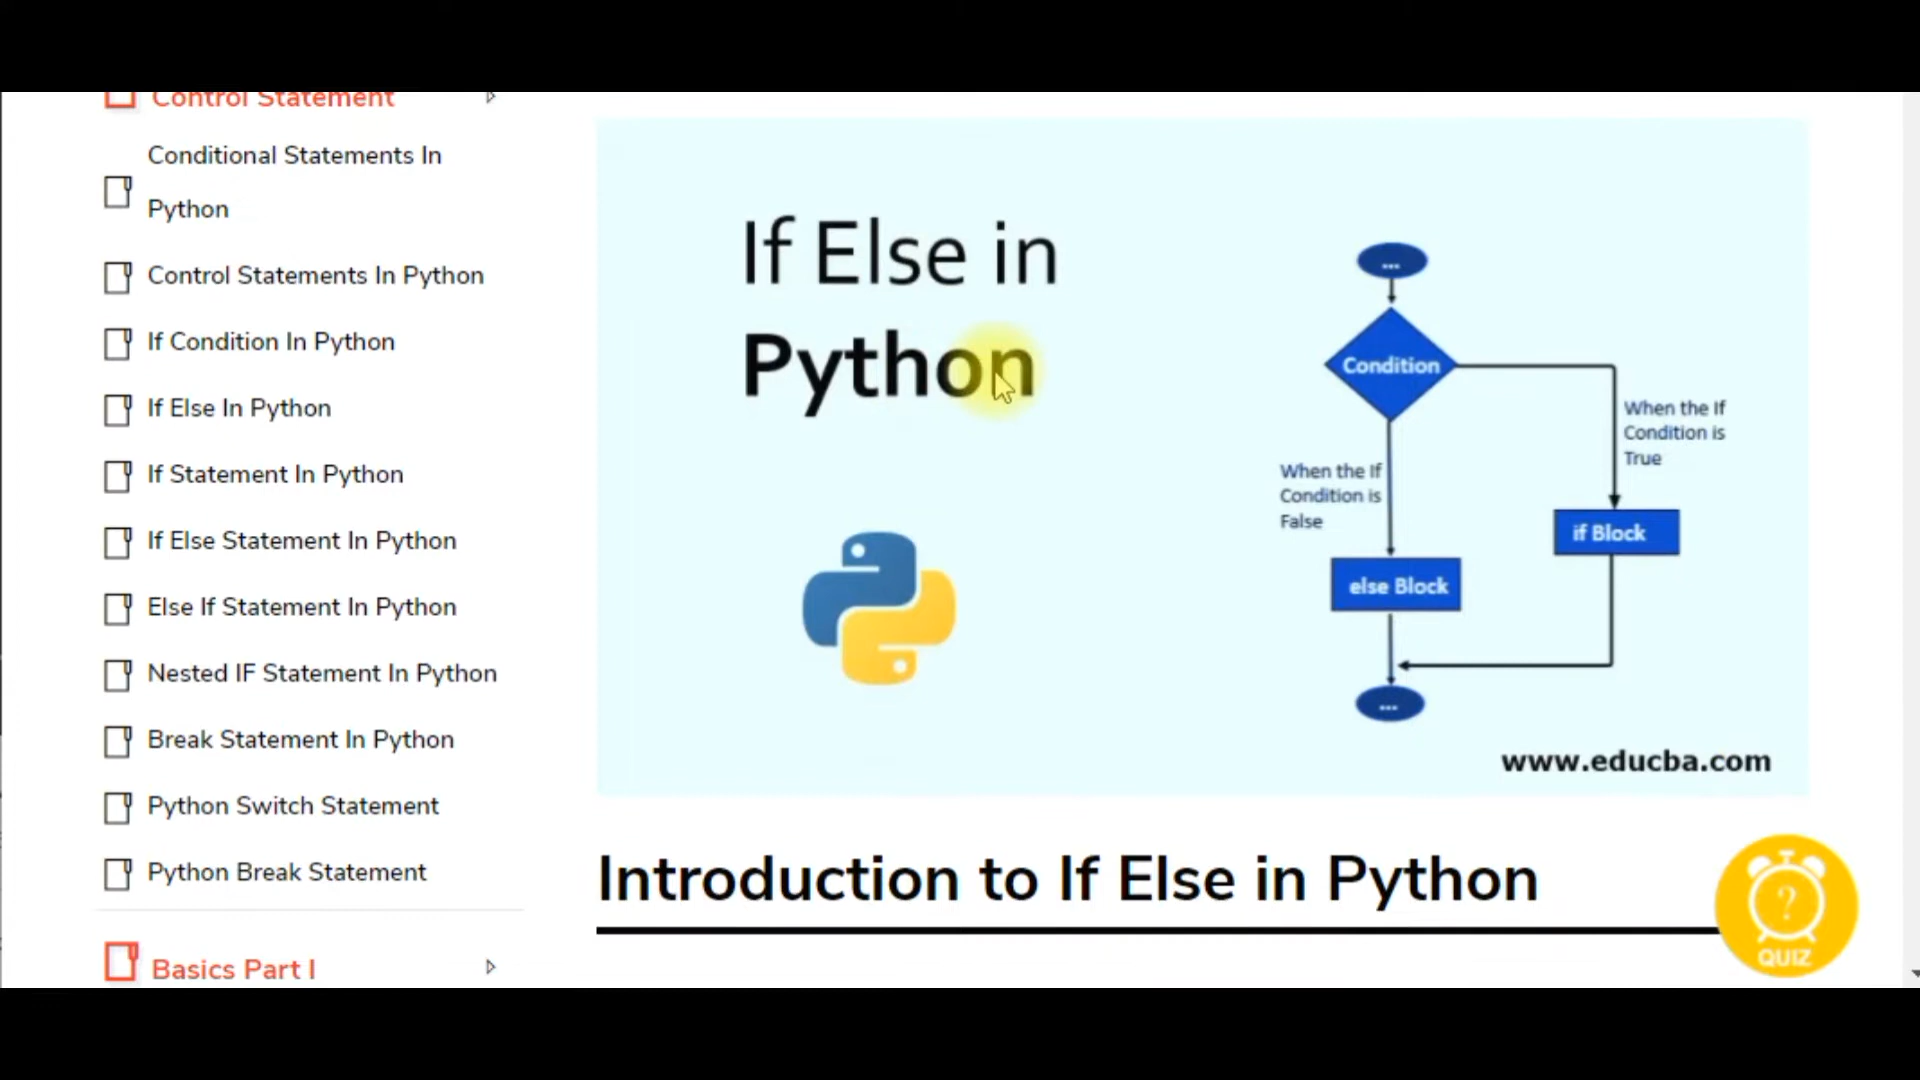 Control Statement
Conditional Statements In
Python
Control Statements In Python
If Condition In Python
If Else In Python
If Statement In Python
If Else Statement In Python
Else If Statement In Python
Nested IF Statement In Python
Break Statement In Python
Python Switch Statement
Python Break Statement
Basics Part I
If Else in
Python
...
Condition
When the If
Condition is
True
When the If
Condition is
False
if Block
else Block
...
www.educba.com
Introduction to If Else in Python
?
QUIZ